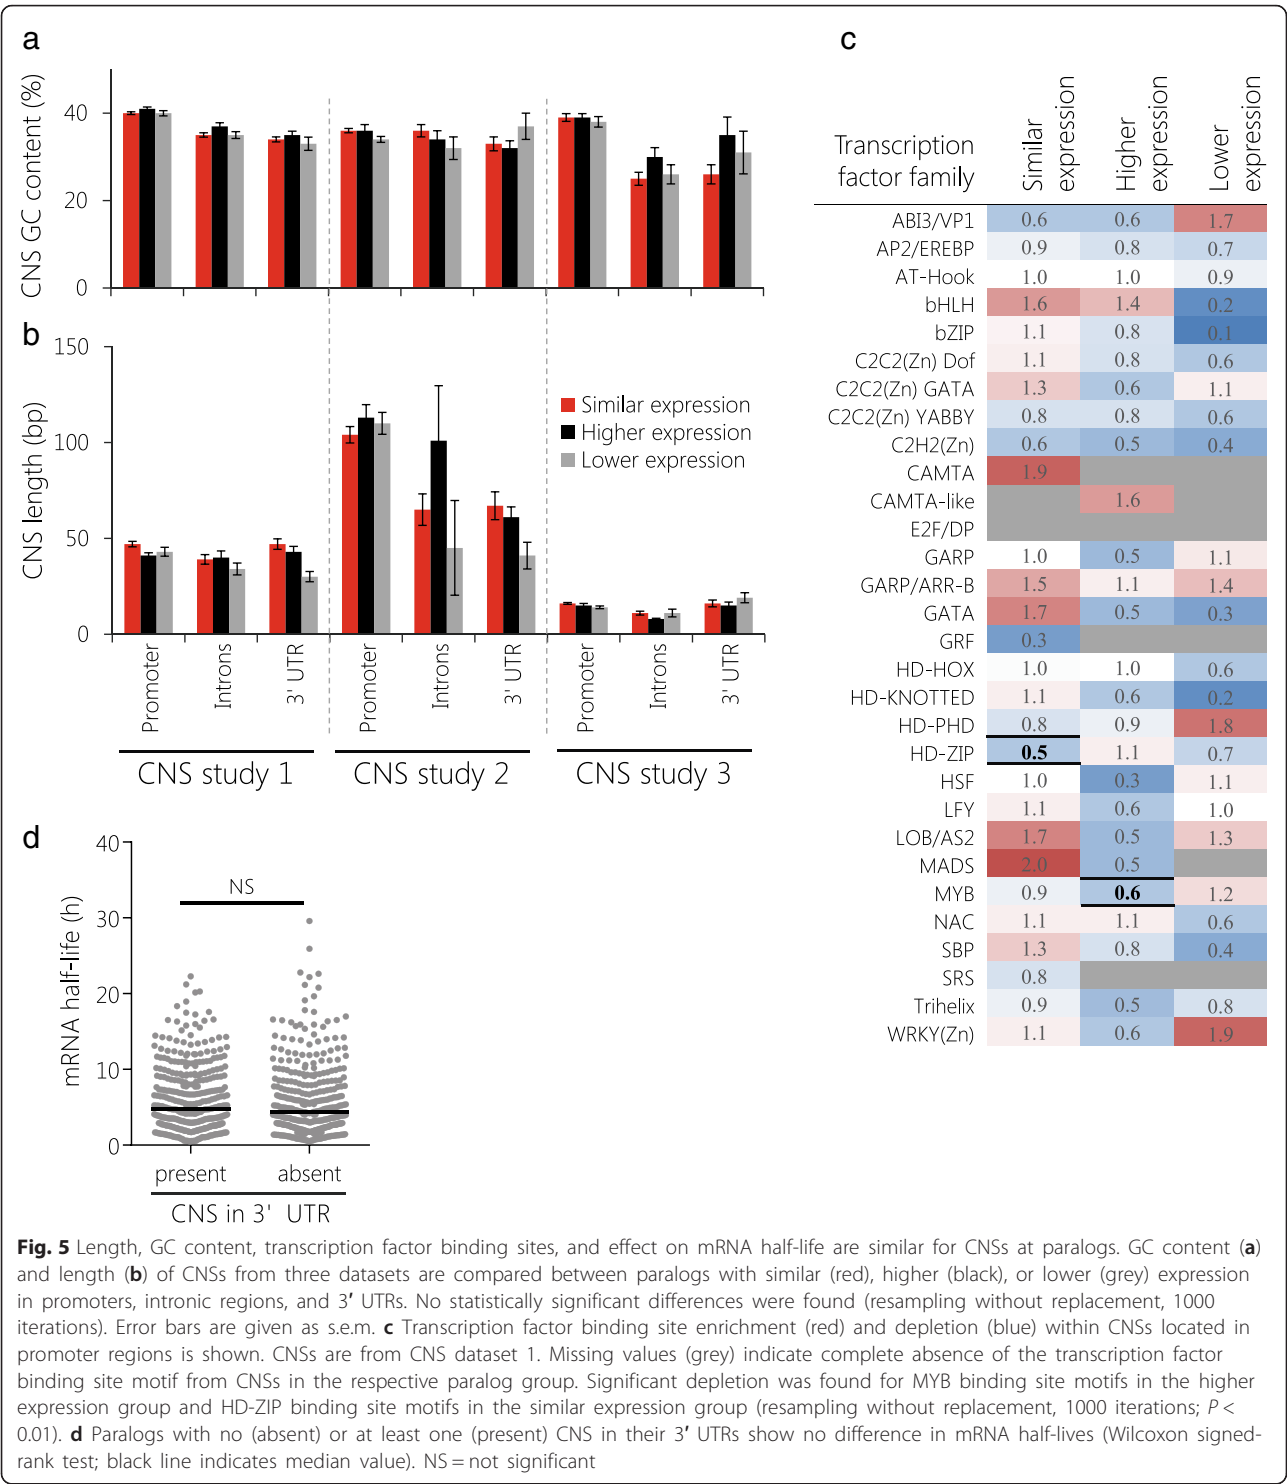 a
CNS GC content (%)
40
20
0
b
CNS length (bp)
150
100
50
0
Similar expression
Higher expression
Lower expression
Promoter
Introns
3' UTR
Promoter
Introns
3' UTR
Promoter
Introns
3' UTR
CNS study 1
CNS study 2
CNS study 3
c
Transcription
factor family
Similar
expression
Higher
expression
Lower
expression
ABI3/VP1 0.6 0.6 1.7
AP2/EREBP 0.9 0.8 0.7
AT-Hook 1.0 1.0 0.9
bHLH 1.6 1.4 0.2
bZIP 1.1 0.8 0.1
C2C2(Zn) Dof 1.1 0.8 0.6
C2C2(Zn) GATA 1.3 0.6 1.1
C2C2(Zn) YABBY 0.8 0.8 0.6
C2H2(Zn) 0.6 0.5 0.4
CAMTA 1.9
CAMTA-like 1.6
E2F/DP
GARP 1.0 0.5 1.1
GARP/ARR-B 1.5 1.1 1.4
GATA 1.7 0.5 0.3
GRF 0.3
HD-HOX 1.0 1.0 0.6
HD-KNOTTED 1.1 0.6 0.2
HD-PHD 0.8 0.9 1.8
HD-ZIP 0.5 1.1 0.7
HSF 1.0 0.3 1.1
LFY 1.1 0.6 1.0
LOB/AS2 1.7 0.5 1.3
MADS 2.0 0.5
MYB 0.9 0.6 1.2
NAC 1.1 1.1 0.6
SBP 1.3 0.8 0.4
SRS 0.8
Trihelix 0.9 0.5 0.8
WRKY(Zn) 1.1 0.6 1.9
d
mRNA half-life (h)
40
30
20
10
0
NS
present
absent
CNS in 3' UTR
Fig. 5 Length, GC content, transcription factor binding sites, and effect on mRNA half-life are similar for CNSs at paralogs. GC content (a)
and length (b) of CNSs from three datasets are compared between paralogs with similar (red), higher (black), or lower (grey) expression
in promoters, intronic regions, and 3′ UTRs. No statistically significant differences were found (resampling without replacement, 1000
iterations). Error bars are given as s.e.m. c Transcription factor binding site enrichment (red) and depletion (blue) within CNSs located in
promoter regions is shown. CNSs are from CNS dataset 1. Missing values (grey) indicate complete absence of the transcription factor
binding site motif from CNSs in the respective paralog group. Significant depletion was found for MYB binding site motifs in the higher
expression group and HD-ZIP binding site motifs in the similar expression group (resampling without replacement, 1000 iterations; P <
0.01). d Paralogs with no (absent) or at least one (present) CNS in their 3′ UTRs show no difference in mRNA half-lives (Wilcoxon signed-
rank test; black line indicates median value). NS = not significant